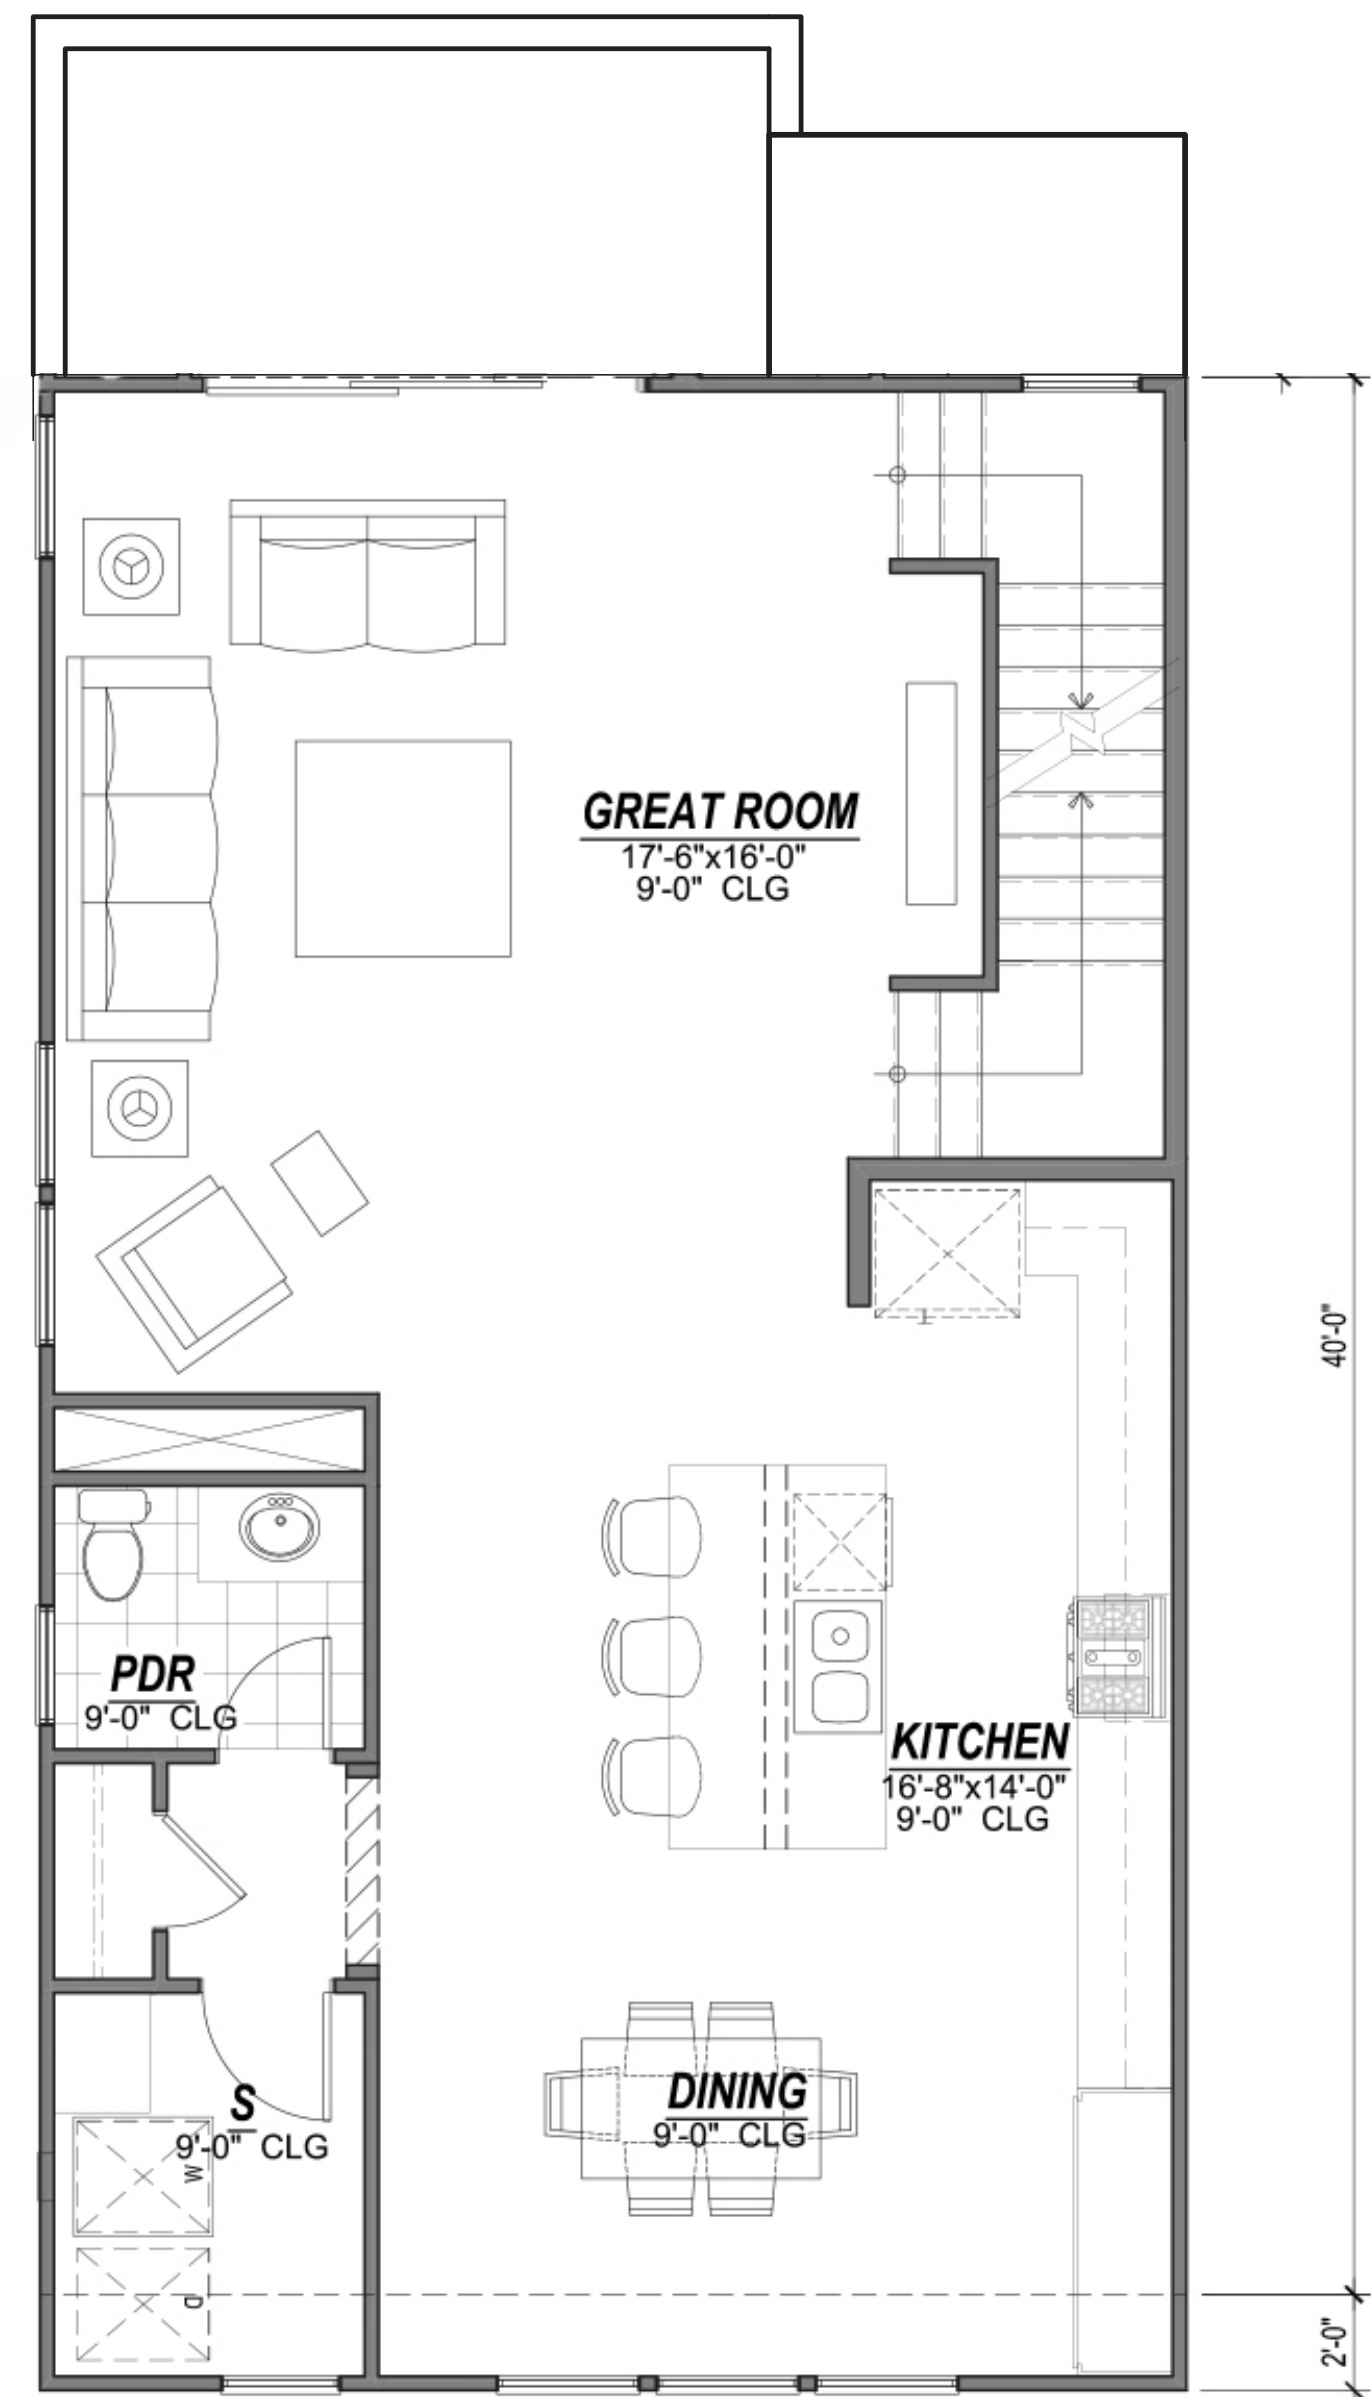 GREAT ROOM
17'-6"x16'-0"
9'-0" CLG
40'-0"
PDR
9'-0" CLG
KITCHEN
16'-8"x14'-0"
9'-0" CLG
S
9'-0" CLG
W
D
DINING
9'-0" CLG
2'-0"